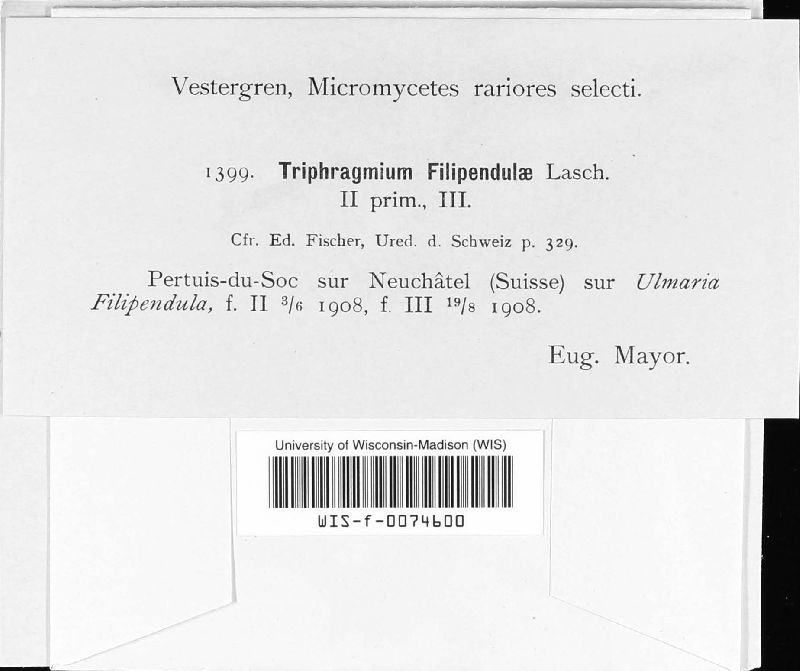 Vestergren, Micromycetes rariores selecti.
1399. Triphragmium Filipendulæ Lasch.
II prim., III.
Cfr. Ed. Fischer, Ured. d. Schweiz p. 329.
Pertuis-du-Soc sur Neuchâtel (Suisse) sur Ulmaria
Filipendula, f. II 3/6 1908, f. III 19/8 1908.
Eug. Mayor.
University of Wisconsin-Madison (WIS)
WIS-f-0074600